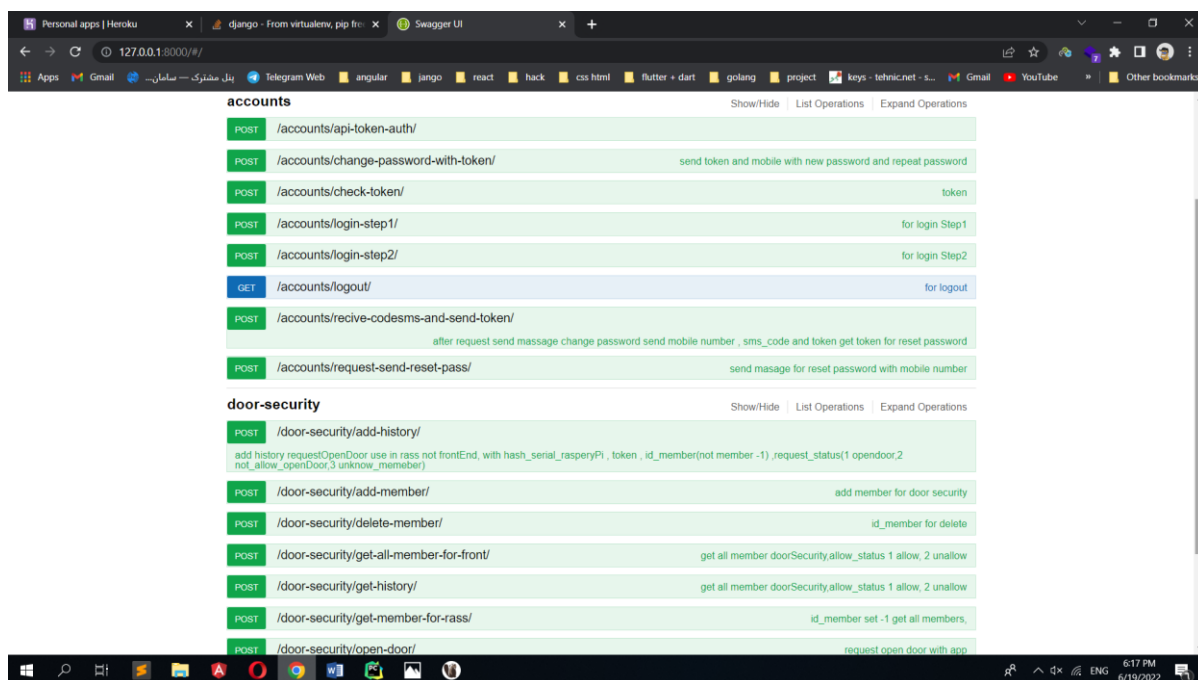 Personal apps | Heroku
django - From virtualenv, pip fre
Swagger UI
127.0.0.1:8000/#/
Apps Gmail پنل مشترک — سامان... Telegram Web angular jango react hack css html flutter + dart golang project keys - tehnic.net - s... Gmail YouTube » Other bookmarks
accounts Show/Hide List Operations Expand Operations
POST /accounts/api-token-auth/
POST /accounts/change-password-with-token/ send token and mobile with new password and repeat password
POST /accounts/check-token/ token
POST /accounts/login-step1/ for login Step1
POST /accounts/login-step2/ for login Step2
GET /accounts/logout/ for logout
POST /accounts/recive-codesms-and-send-token/
after request send massage change password send mobile number , sms_code and token get token for reset password
POST /accounts/request-send-reset-pass/ send masage for reset password with mobile number
door-security Show/Hide List Operations Expand Operations
POST /door-security/add-history/
add history requestOpenDoor use in rass not frontEnd, with hash_serial_rasperyPi , token , id_member(not member -1) ,request_status(1 opendoor,2
not_allow_openDoor,3 unknow_memeber)
POST /door-security/add-member/ add member for door security
POST /door-security/delete-member/ id_member for delete
POST /door-security/get-all-member-for-front/ get all member doorSecurity,allow_status 1 allow, 2 unallow
POST /door-security/get-history/ get all member doorSecurity,allow_status 1 allow, 2 unallow
POST /door-security/get-member-for-rass/ id_member set -1 get all members,
POST /door-security/open-door/ request open door with app
ENG 6:17 PM
6/19/2022